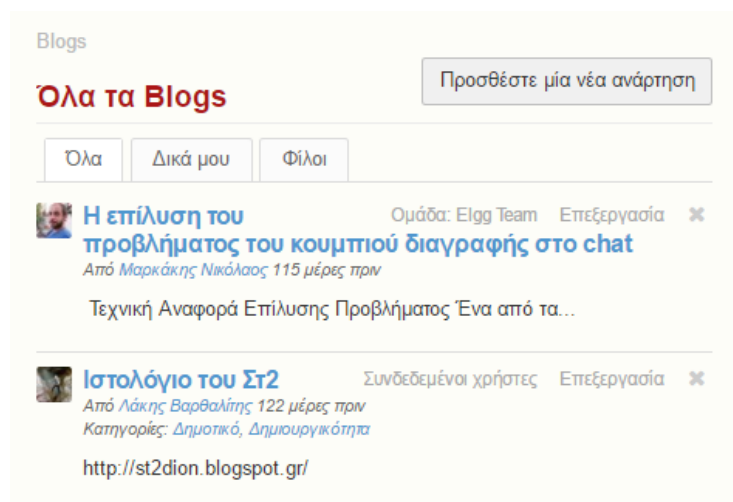 Blogs
Όλα τα Blogs
Προσθέστε μία νέα ανάρτηση
Όλα Δικά μου Φίλοι
Η επίλυση του Ομάδα: Elgg Team Επεξεργασία ✖
προβλήματος του κουμπιού διαγραφής στο chat
Από Μαρκάκης Νικόλαος 115 μέρες πριν
Τεχνική Αναφορά Επίλυσης Προβλήματος Ένα από τα...
Ιστολόγιο του Στ2 Συνδεδεμένοι χρήστες Επεξεργασία ✖
Από Λάκης Βαρθαλίτης 122 μέρες πριν
Κατηγορίες: Δημοτικό, Δημιουργικότητα
http://st2dion.blogspot.gr/